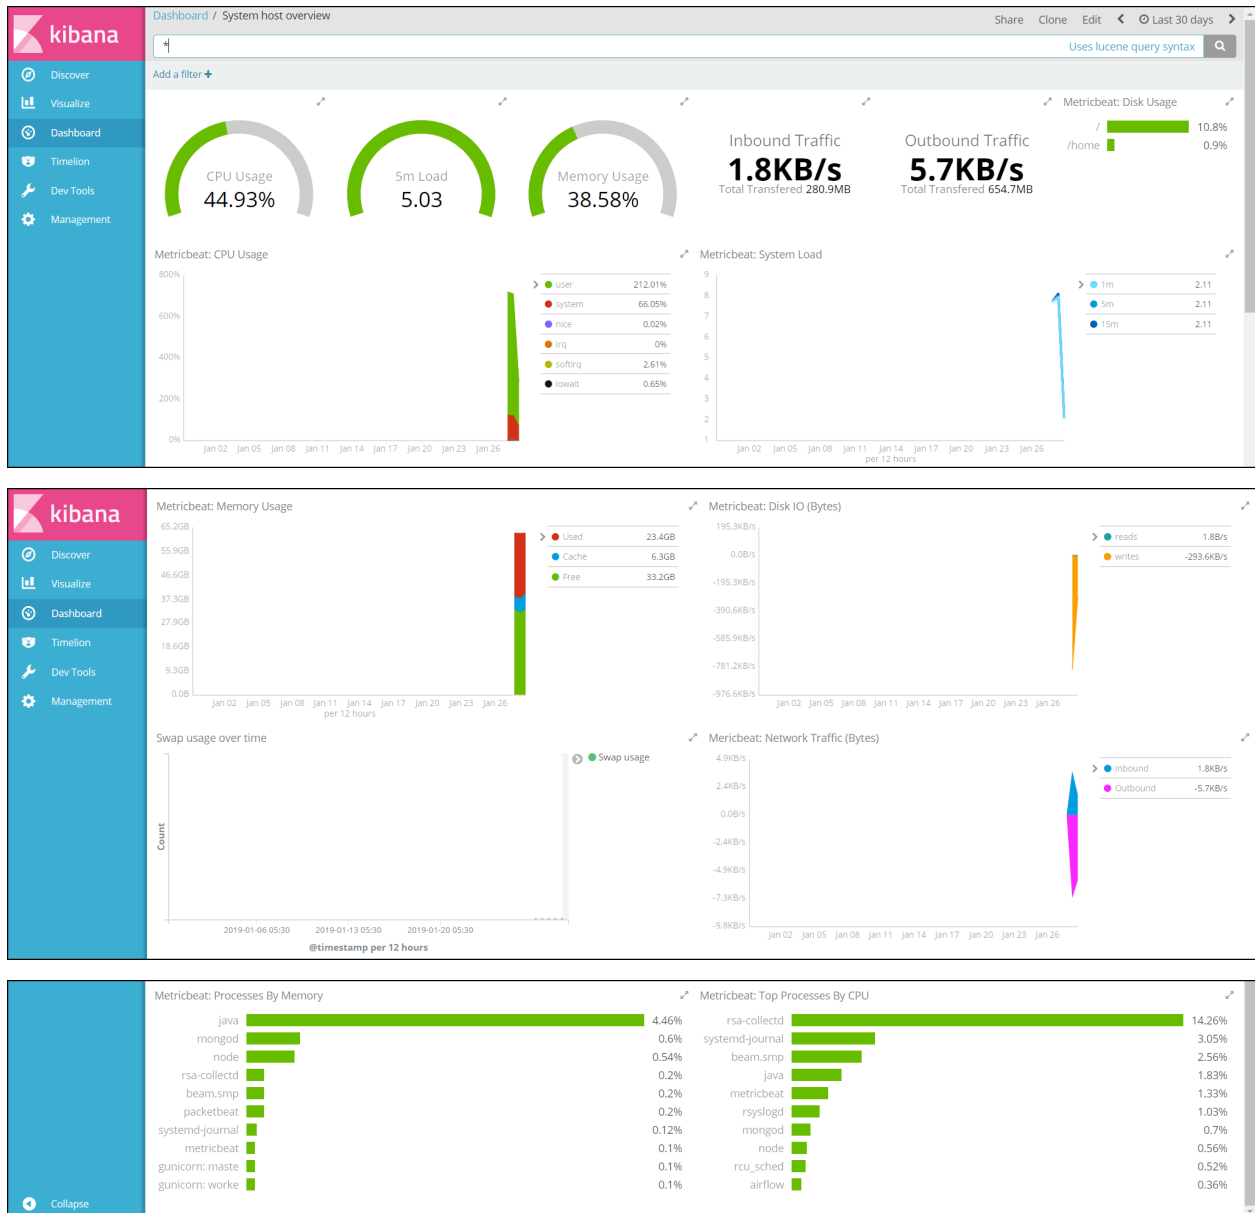 kibana
Discover
Visualize
Dashboard
Timelion
Dev Tools
Management
Dashboard / System host overview
Share Clone Edit Last 30 days
*
Uses lucene query syntax
Add a filter +
CPU Usage
44.93%
5m Load
5.03
Memory Usage
38.58%
Inbound Traffic
1.8KB/s
Total Transfered 280.9MB
Outbound Traffic
5.7KB/s
Total Transfered 654.7MB
Metricbeat: Disk Usage
/ 10.8%
/home 0.9%
Metricbeat: CPU Usage
800%
600%
400%
200%
0%
Jan 02 Jan 05 Jan 08 Jan 11 Jan 14 Jan 17 Jan 20 Jan 23 Jan 26
user 212.01%
system 66.05%
nice 0.02%
irq 0%
softirq 2.61%
iowait 0.65%
Metricbeat: System Load
9
8
7
6
5
4
3
2
1
Jan 02 Jan 05 Jan 08 Jan 11 Jan 14 Jan 17 Jan 20 Jan 23 Jan 26
per 12 hours
1m 2.11
5m 2.11
15m 2.11
kibana
Discover
Visualize
Dashboard
Timelion
Dev Tools
Management
Metricbeat: Memory Usage
65.2GB
55.9GB
46.6GB
37.3GB
27.9GB
18.6GB
9.3GB
0.0B
Jan 02 Jan 05 Jan 08 Jan 11 Jan 14 Jan 17 Jan 20 Jan 23 Jan 26
per 12 hours
Used 23.4GB
Cache 6.3GB
Free 33.2GB
Metricbeat: Disk IO (Bytes)
195.3KB/s
0.0B/s
-195.3KB/s
-390.6KB/s
-585.9KB/s
-781.2KB/s
-976.6KB/s
Jan 02 Jan 05 Jan 08 Jan 11 Jan 14 Jan 17 Jan 20 Jan 23 Jan 26
reads 1.8B/s
writes -293.6KB/s
Swap usage over time
Count
2019-01-06 05:30 2019-01-13 05:30 2019-01-20 05:30
@timestamp per 12 hours
Swap usage
Mericbeat: Network Traffic (Bytes)
4.9KB/s
2.4KB/s
0.0B/s
-2.4KB/s
-4.9KB/s
-7.3KB/s
-9.8KB/s
Jan 02 Jan 05 Jan 08 Jan 11 Jan 14 Jan 17 Jan 20 Jan 23 Jan 26
Inbound 1.8KB/s
Outbound -5.7KB/s
Collapse
Metricbeat: Processes By Memory
java 4.46%
mongod 0.6%
node 0.54%
rsa-collectd 0.2%
beam.smp 0.2%
packetbeat 0.2%
systemd-journal 0.12%
metricbeat 0.1%
gunicorn: maste 0.1%
gunicorn: worke 0.1%
Metricbeat: Top Processes By CPU
rsa-collectd 14.26%
systemd-journal 3.05%
beam.smp 2.56%
java 1.83%
metricbeat 1.33%
rsyslogd 1.03%
mongod 0.7%
node 0.56%
rcu_sched 0.52%
airflow 0.36%